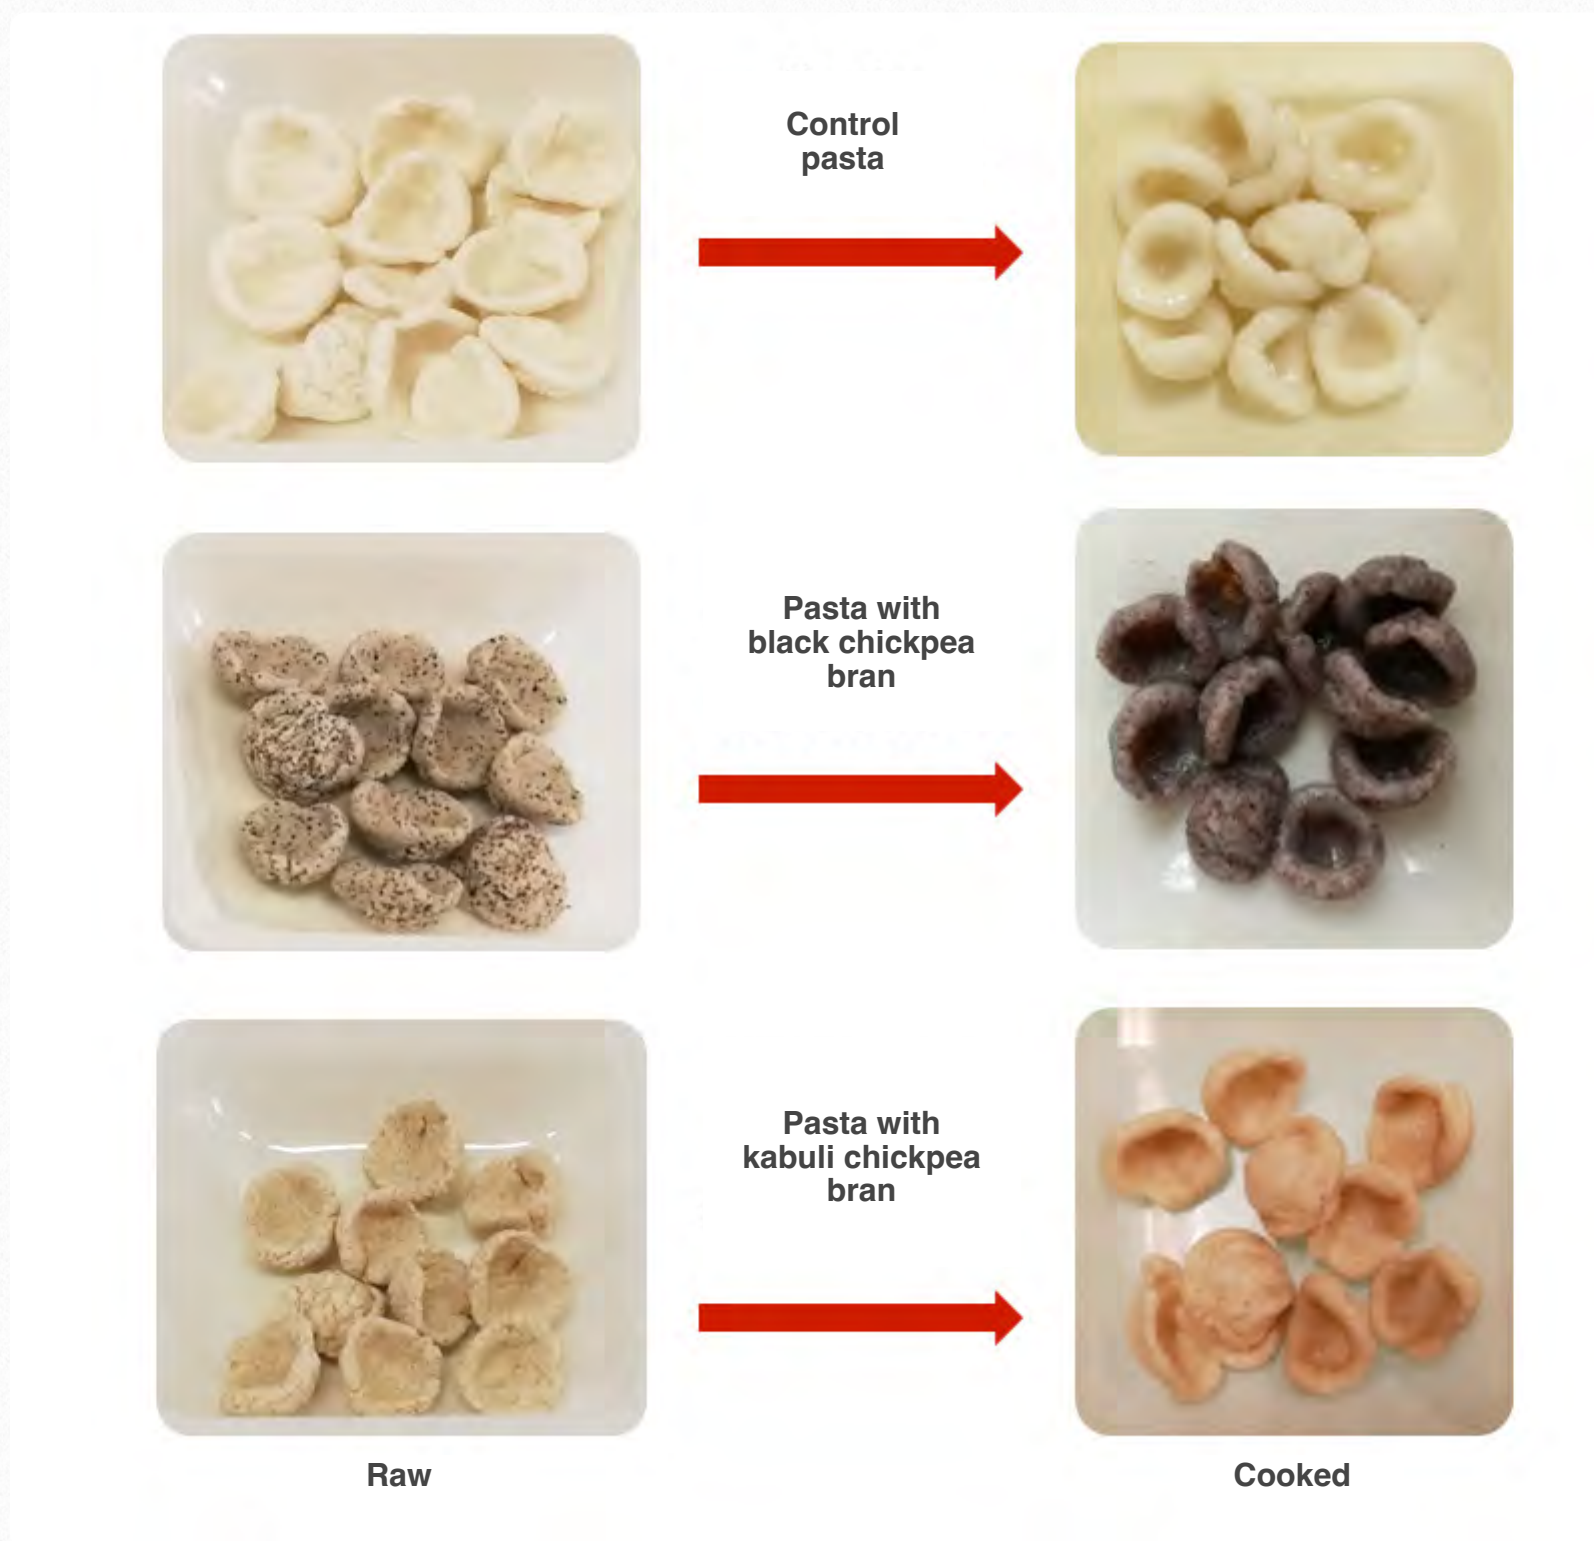 Control
pasta
Pasta with
black chickpea
bran
Pasta with
kabuli chickpea
bran
Raw
Cooked